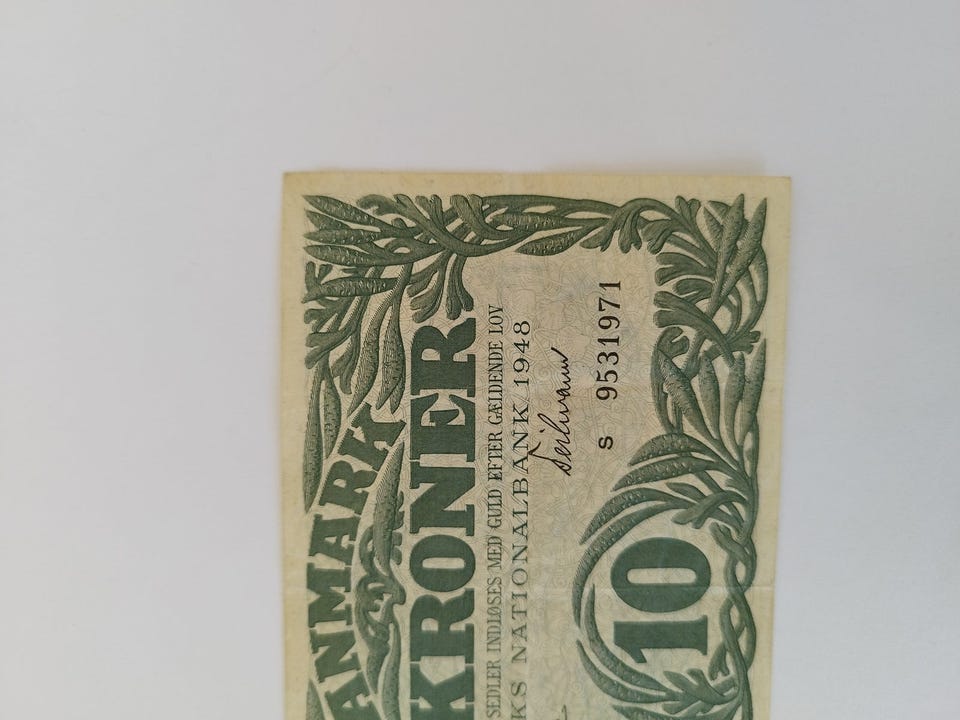 ANMARK
KRONER
SEDLER INDLØSES MED GULD EFTER GÆLDENDE LOV
KS NATIONALBANK 1948
S 9531971
10